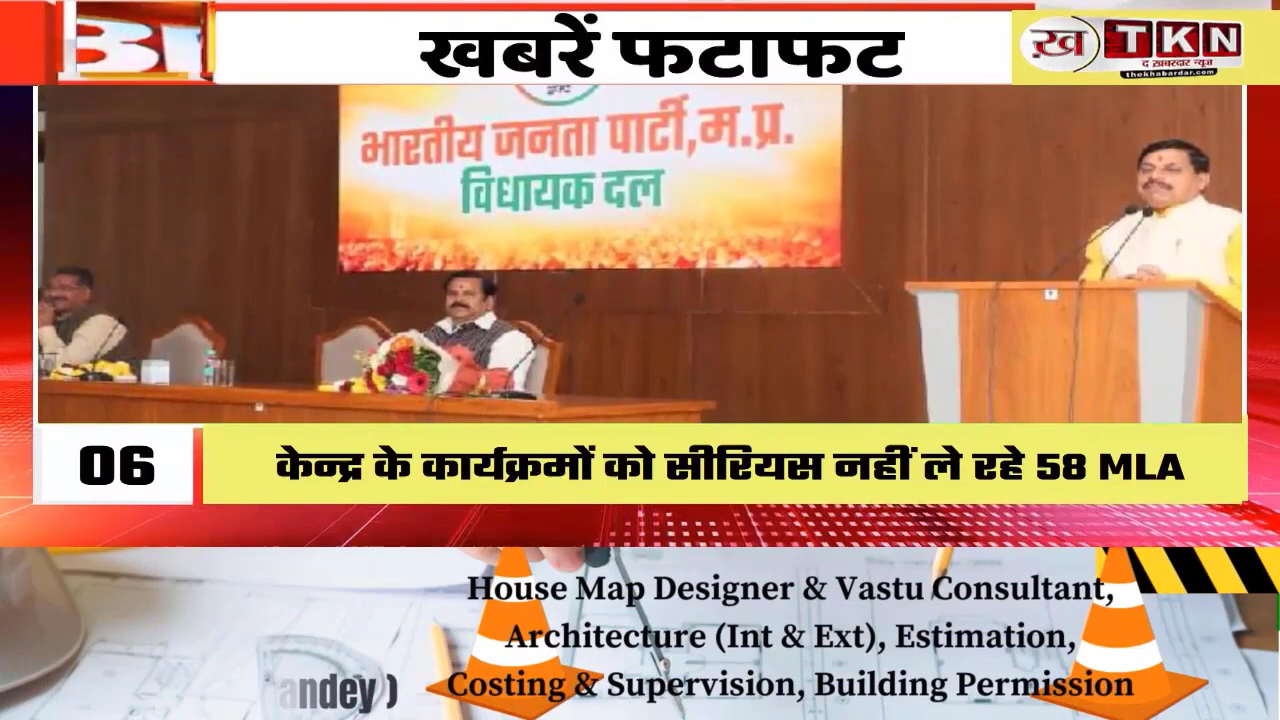 खबरें फटाफट
ख TKN
द ख़बरदार न्यूज़
thekhabardar.com
भारतीय जनता पार्टी,म.प्र.
विधायक दल
06
केन्द्र के कार्यक्रमों को सीरियस नहीं ले रहे 58 MLA
House Map Designer & Vastu Consultant,
Architecture (Int & Ext), Estimation,
andey )
Costing & Supervision, Building Permission